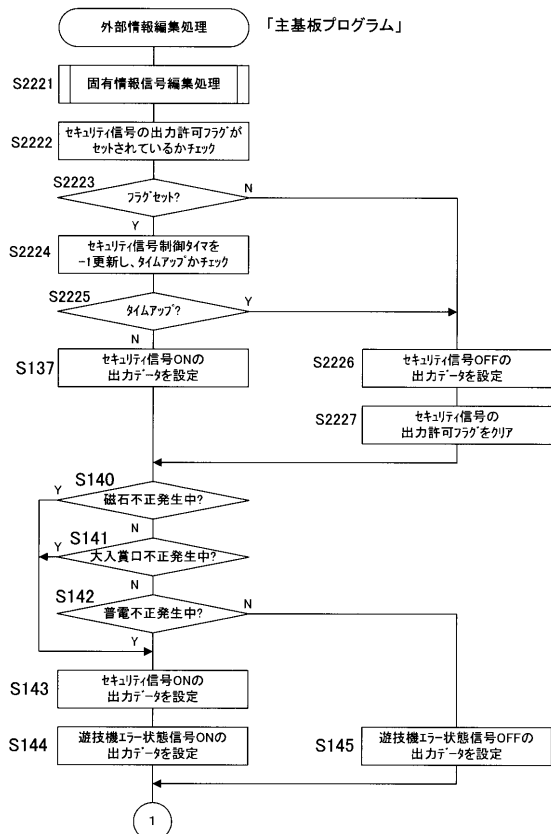 外部情報編集処理
「主基板プログラム」
S2221
固有情報信号編集処理
S2222
セキュリティ信号の出力許可フラグが
セットされているかチェック
S2223
フラグセット?
N
Y
S2224
セキュリティ信号制御タイマを
-1更新し、タイムアップかチェック
S2225
タイムアップ?
Y
N
S137
セキュリティ信号ONの
出力データを設定
S2226
セキュリティ信号OFFの
出力データを設定
S2227
セキュリティ信号の
出力許可フラグをクリア
S140
Y
磁石不正発生中?
N
S141
Y
大入賞口不正発生中?
N
S142
普電不正発生中?
N
Y
S143
セキュリティ信号ONの
出力データを設定
S144
遊技機エラー状態信号ONの
出力データを設定
S145
遊技機エラー状態信号OFFの
出力データを設定
1